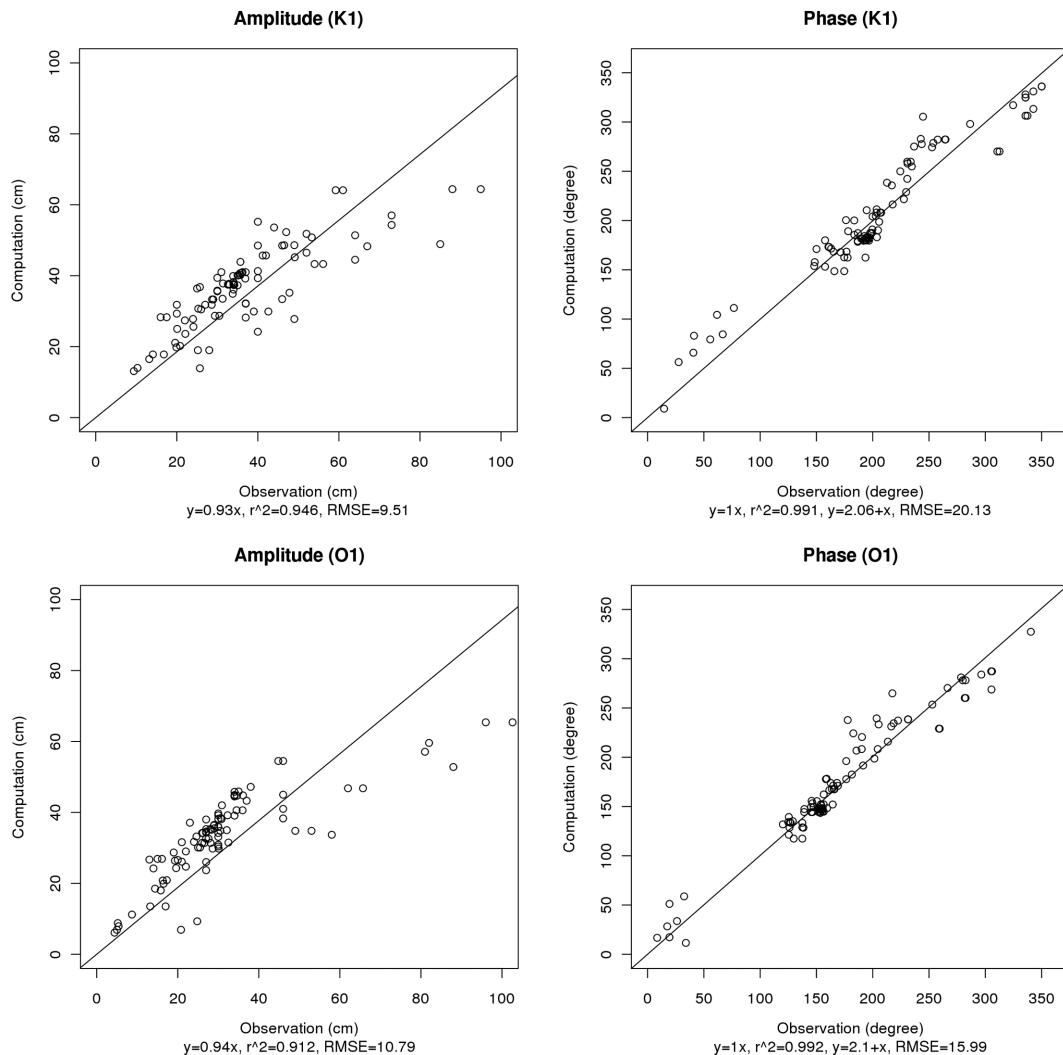 Amplitude (K1)
Computation (cm)
100
80
60
40
20
0
0 20 40 60 80 100
Observation (cm)
y=0.93x, r^2=0.946, RMSE=9.51
Phase (K1)
Computation (degree)
350
300
250
200
150
100
50
0
0 50 100 150 200 250 300 350
Observation (degree)
y=1x, r^2=0.991, y=2.06+x, RMSE=20.13
Amplitude (O1)
Computation (cm)
100
80
60
40
20
0
0 20 40 60 80 100
Observation (cm)
y=0.94x, r^2=0.912, RMSE=10.79
Phase (O1)
Computation (degree)
350
300
250
200
150
100
50
0
0 50 100 150 200 250 300 350
Observation (degree)
y=1x, r^2=0.992, y=2.1+x, RMSE=15.99